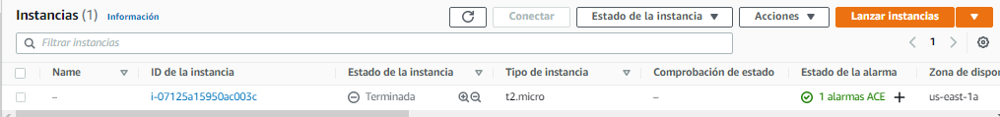 Instancias (1) Información Conectar Estado de la instancia Acciones Lanzar instancias
Filtrar instancias 1
Name ID de la instancia Estado de la instancia Tipo de instancia Comprobación de estado Estado de la alarma Zona de dispo
– i-07125a15950ac003c Terminada t2.micro – 1 alarmas ACE + us-east-1a